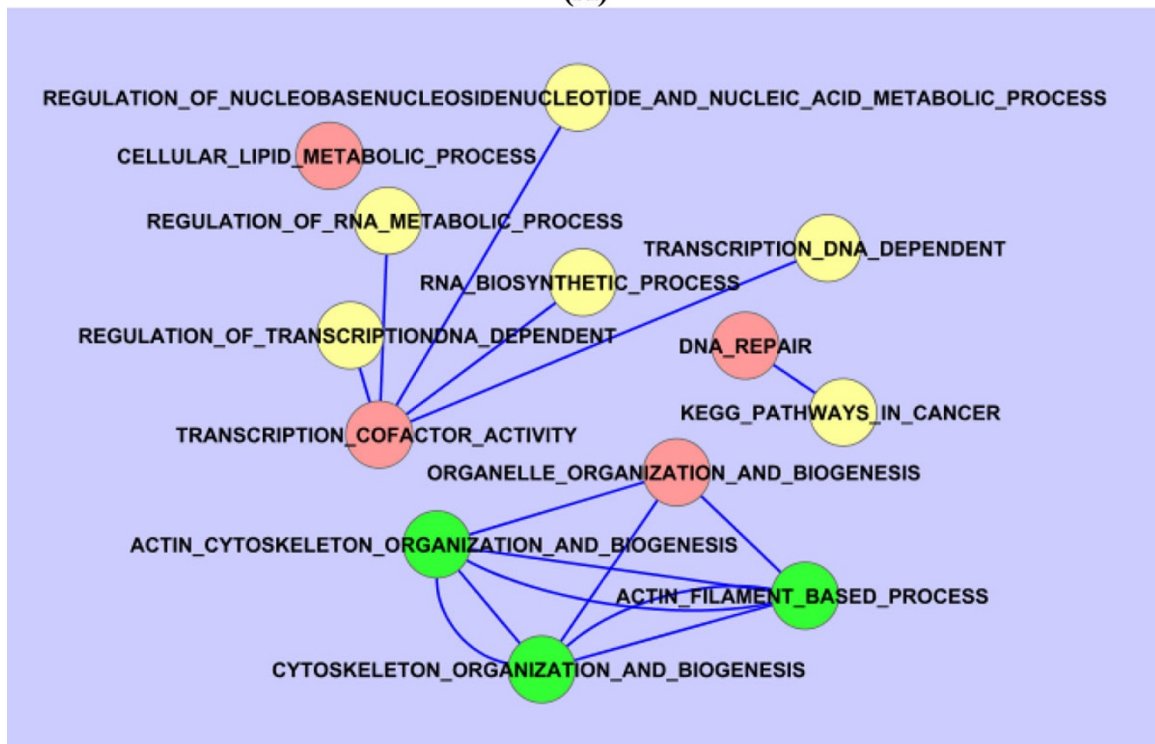 REGULATION_OF_NUCLEOBASENUCLEOSIDENUCLEOTIDE_AND_NUCLEIC_ACID_METABOLIC_PROCESS
CELLULAR_LIPID_METABOLIC_PROCESS
REGULATION_OF_RNA_METABOLIC_PROCESS
TRANSCRIPTION_DNA_DEPENDENT
RNA_BIOSYNTHETIC_PROCESS
REGULATION_OF_TRANSCRIPTIONDNA_DEPENDENT
DNA_REPAIR
KEGG_PATHWAYS_IN_CANCER
TRANSCRIPTION_COFACTOR_ACTIVITY
ORGANELLE_ORGANIZATION_AND_BIOGENESIS
ACTIN_CYTOSKELETON_ORGANIZATION_AND_BIOGENESIS
ACTIN_FILAMENT_BASED_PROCESS
CYTOSKELETON_ORGANIZATION_AND_BIOGENESIS